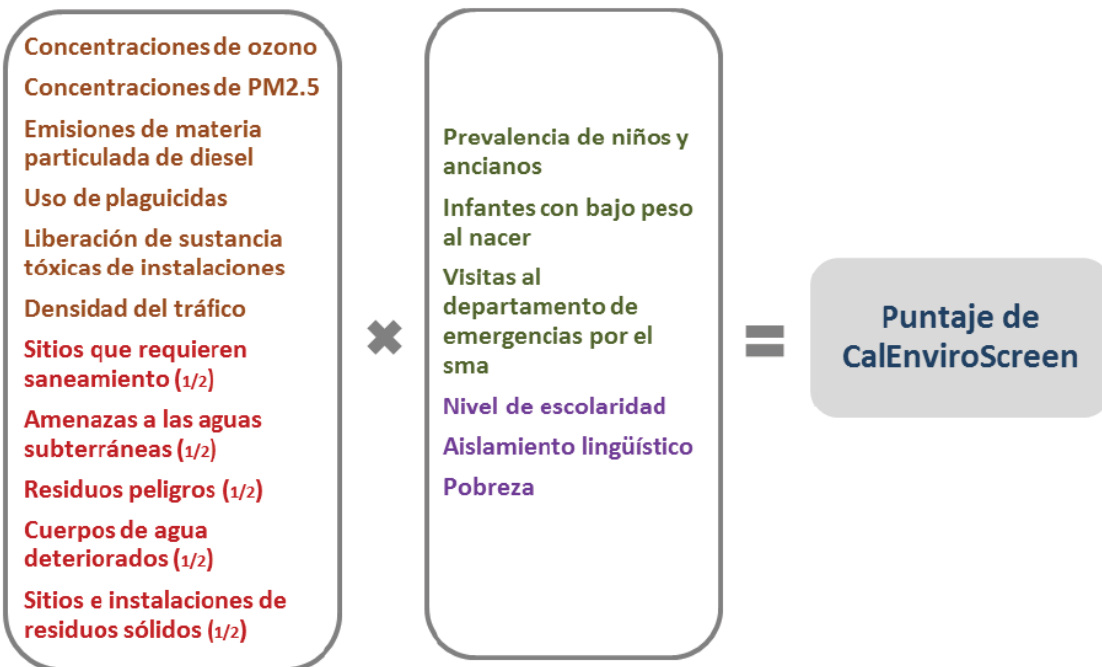 Concentraciones de ozono
Concentraciones de PM2.5
Emisiones de materia
particulada de diesel
Uso de plaguicidas
Liberación de sustancia
tóxicas de instalaciones
Densidad del tráfico
Sitios que requieren
saneamiento (1/2)
Amenazas a las aguas
subterráneas (1/2)
Residuos peligros (1/2)
Cuerpos de agua
deteriorados (1/2)
Sitios e instalaciones de
residuos sólidos (1/2)
✖
Prevalencia de niños y
ancianos
Infantes con bajo peso
al nacer
Visitas al
departamento de
emergencias por el
sma
Nivel de escolaridad
Aislamiento lingüístico
Pobreza
=
Puntaje de
CalEnviroScreen